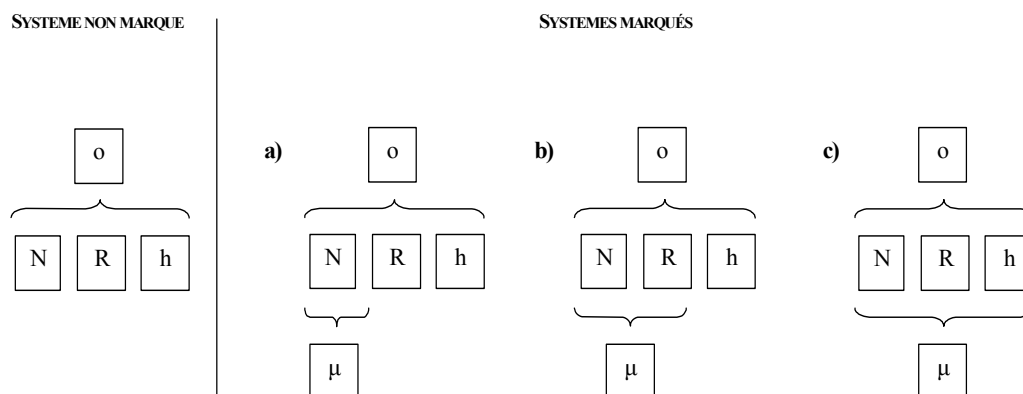 SYSTEME NON MARQUE SYSTEMES MARQUÉS
o a) o b) o c) o
N R h N R h N R h N R h
μ μ μ